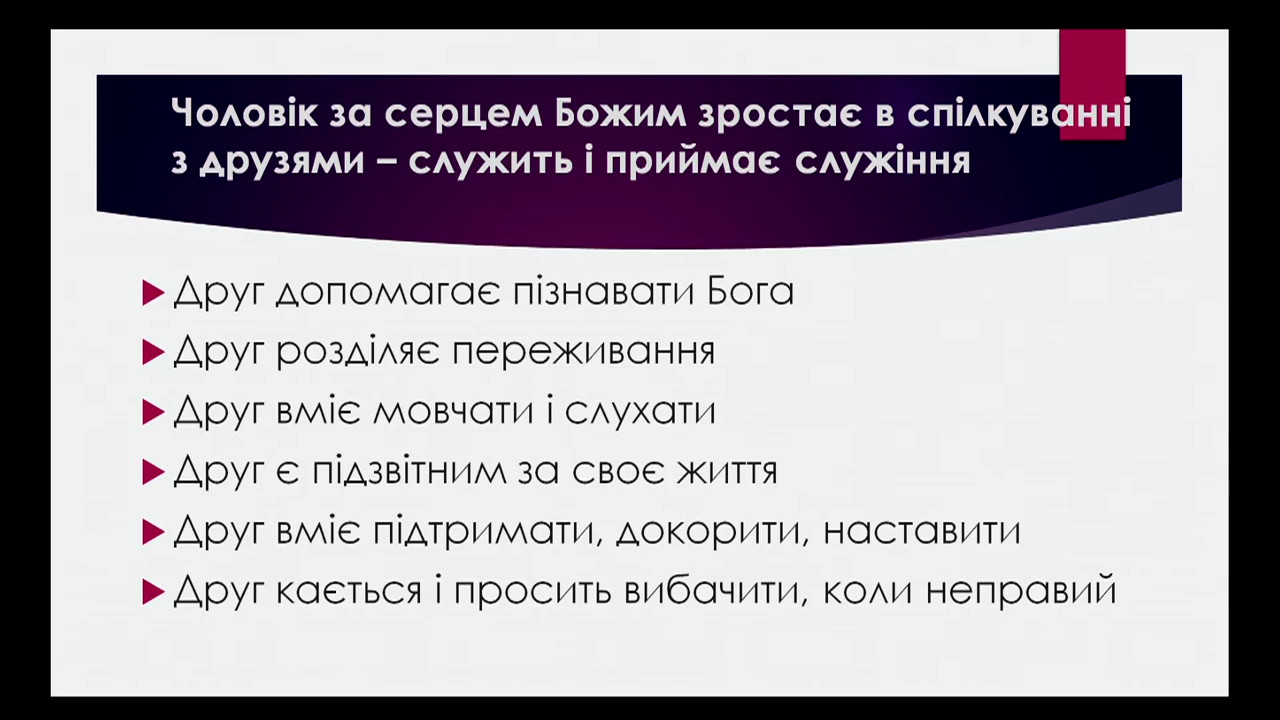 Чоловік за серцем Божим зростає в спілкуванні
з друзями – служить і приймає служіння
Друг допомагає пізнавати Бога
Друг розділяє переживання
Друг вміє мовчати і слухати
Друг є підзвітним за своє життя
Друг вміє підтримати, докорити, наставити
Друг кається і просить вибачити, коли неправий